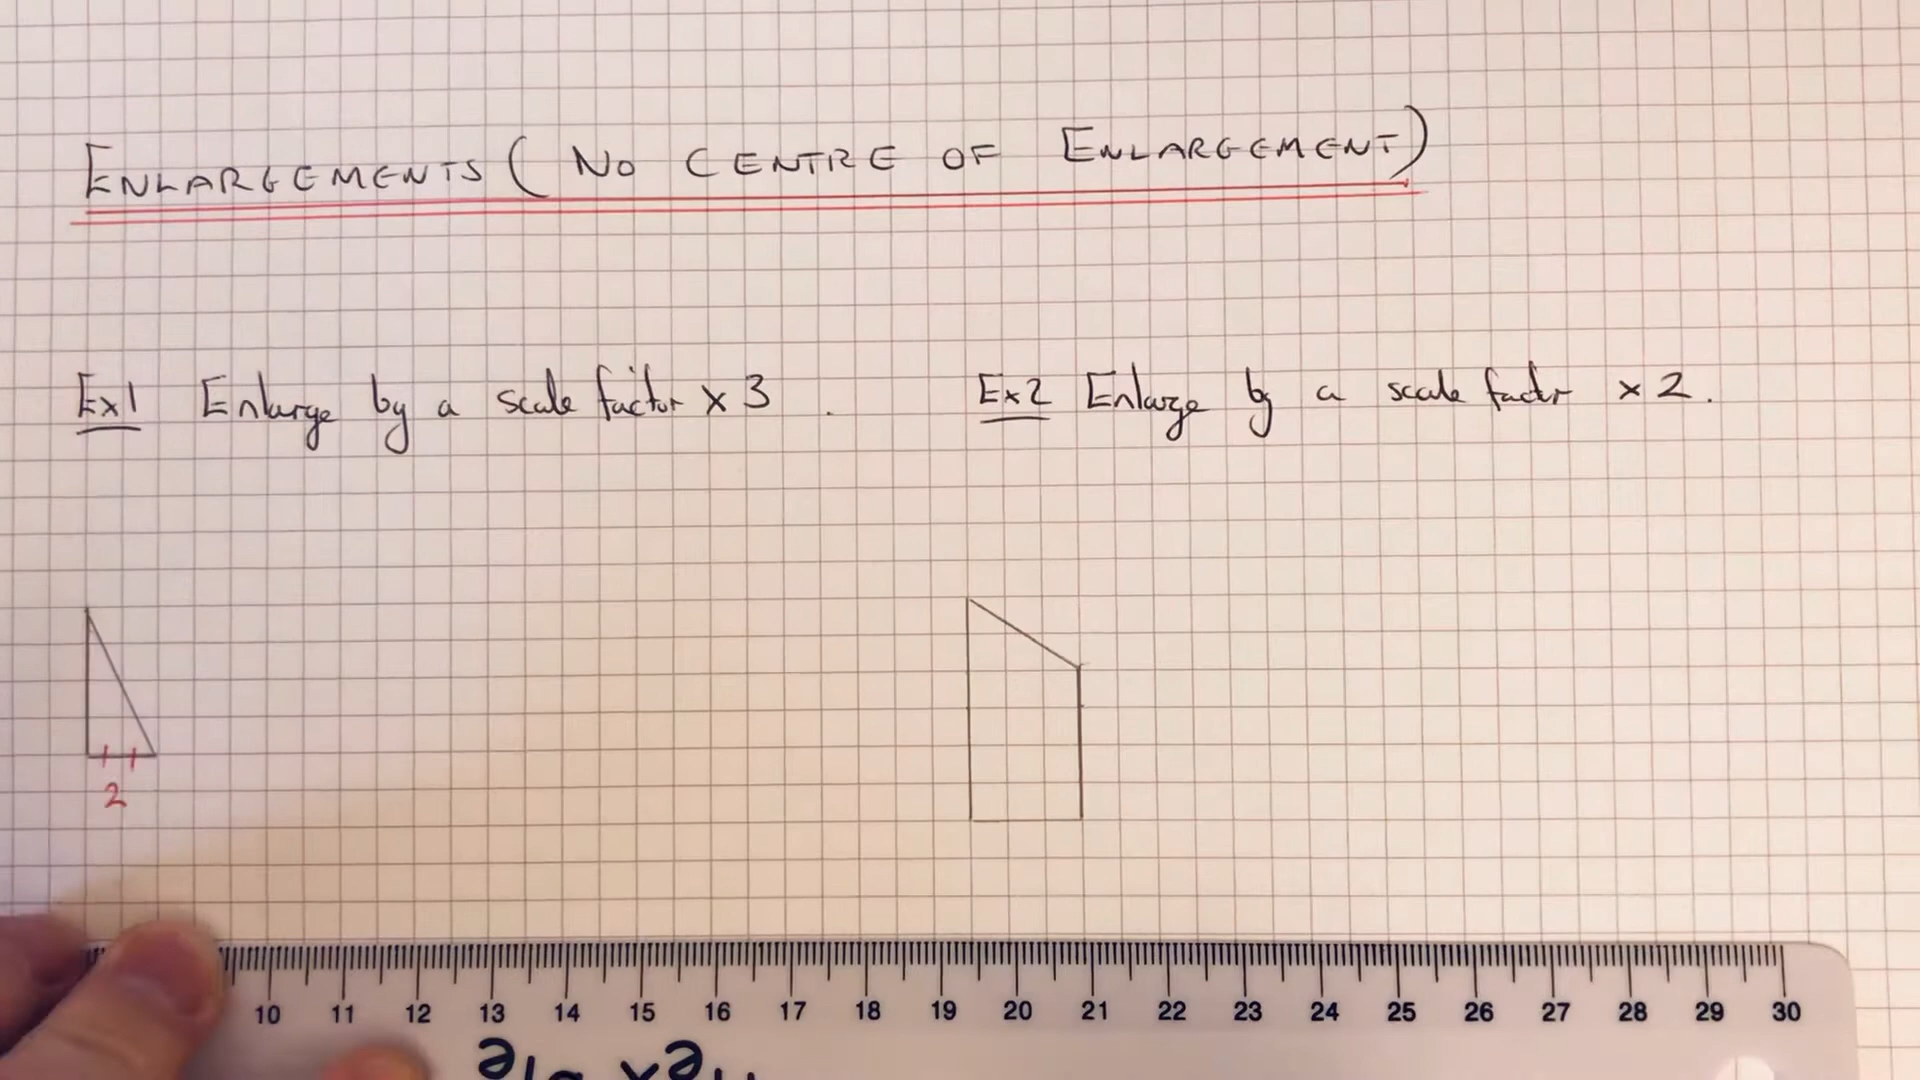 ENLARGEMENTS (NO CENTRE OF ENLARGEMENT)
Ex1 Enlarge by a scale factor × 3 .
Ex2 Enlarge by a scale factor × 2.
2
10 11 12 13 14 15 16 17 18 19 20 21 22 23 24 25 26 27 28 29 30